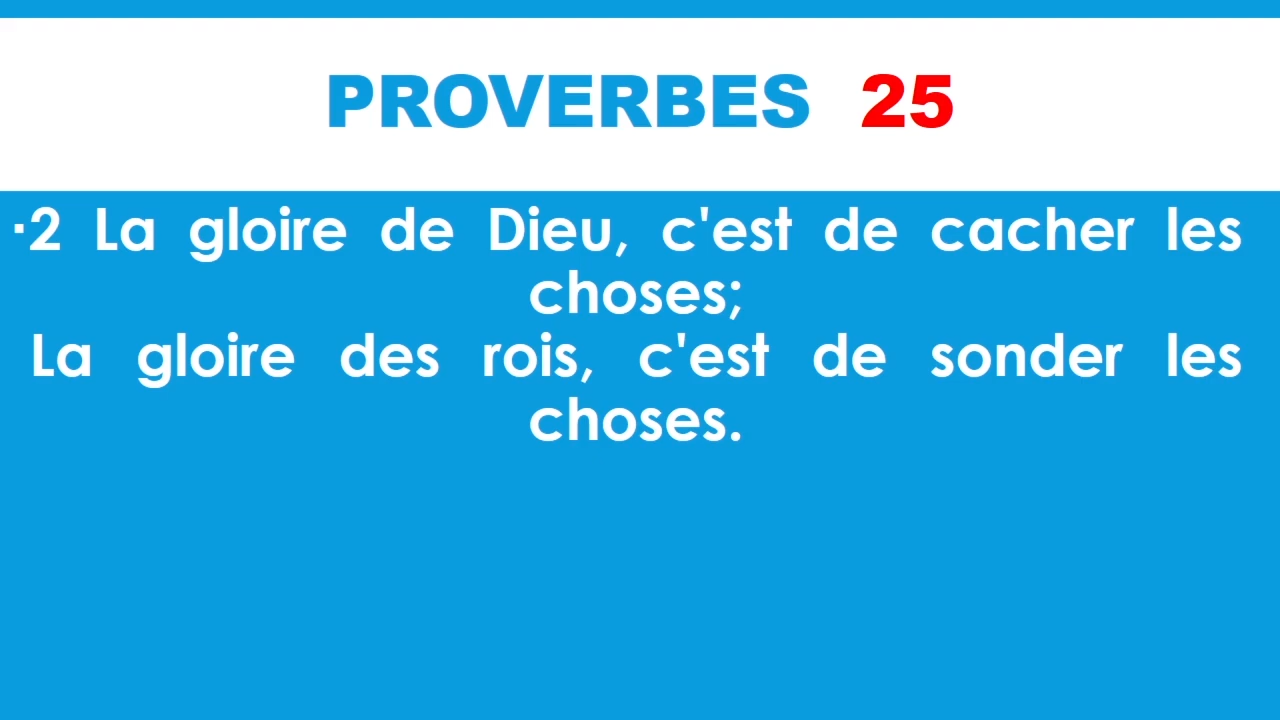 PROVERBES 25
·2 La gloire de Dieu, c'est de cacher les
choses;
La gloire des rois, c'est de sonder les
choses.